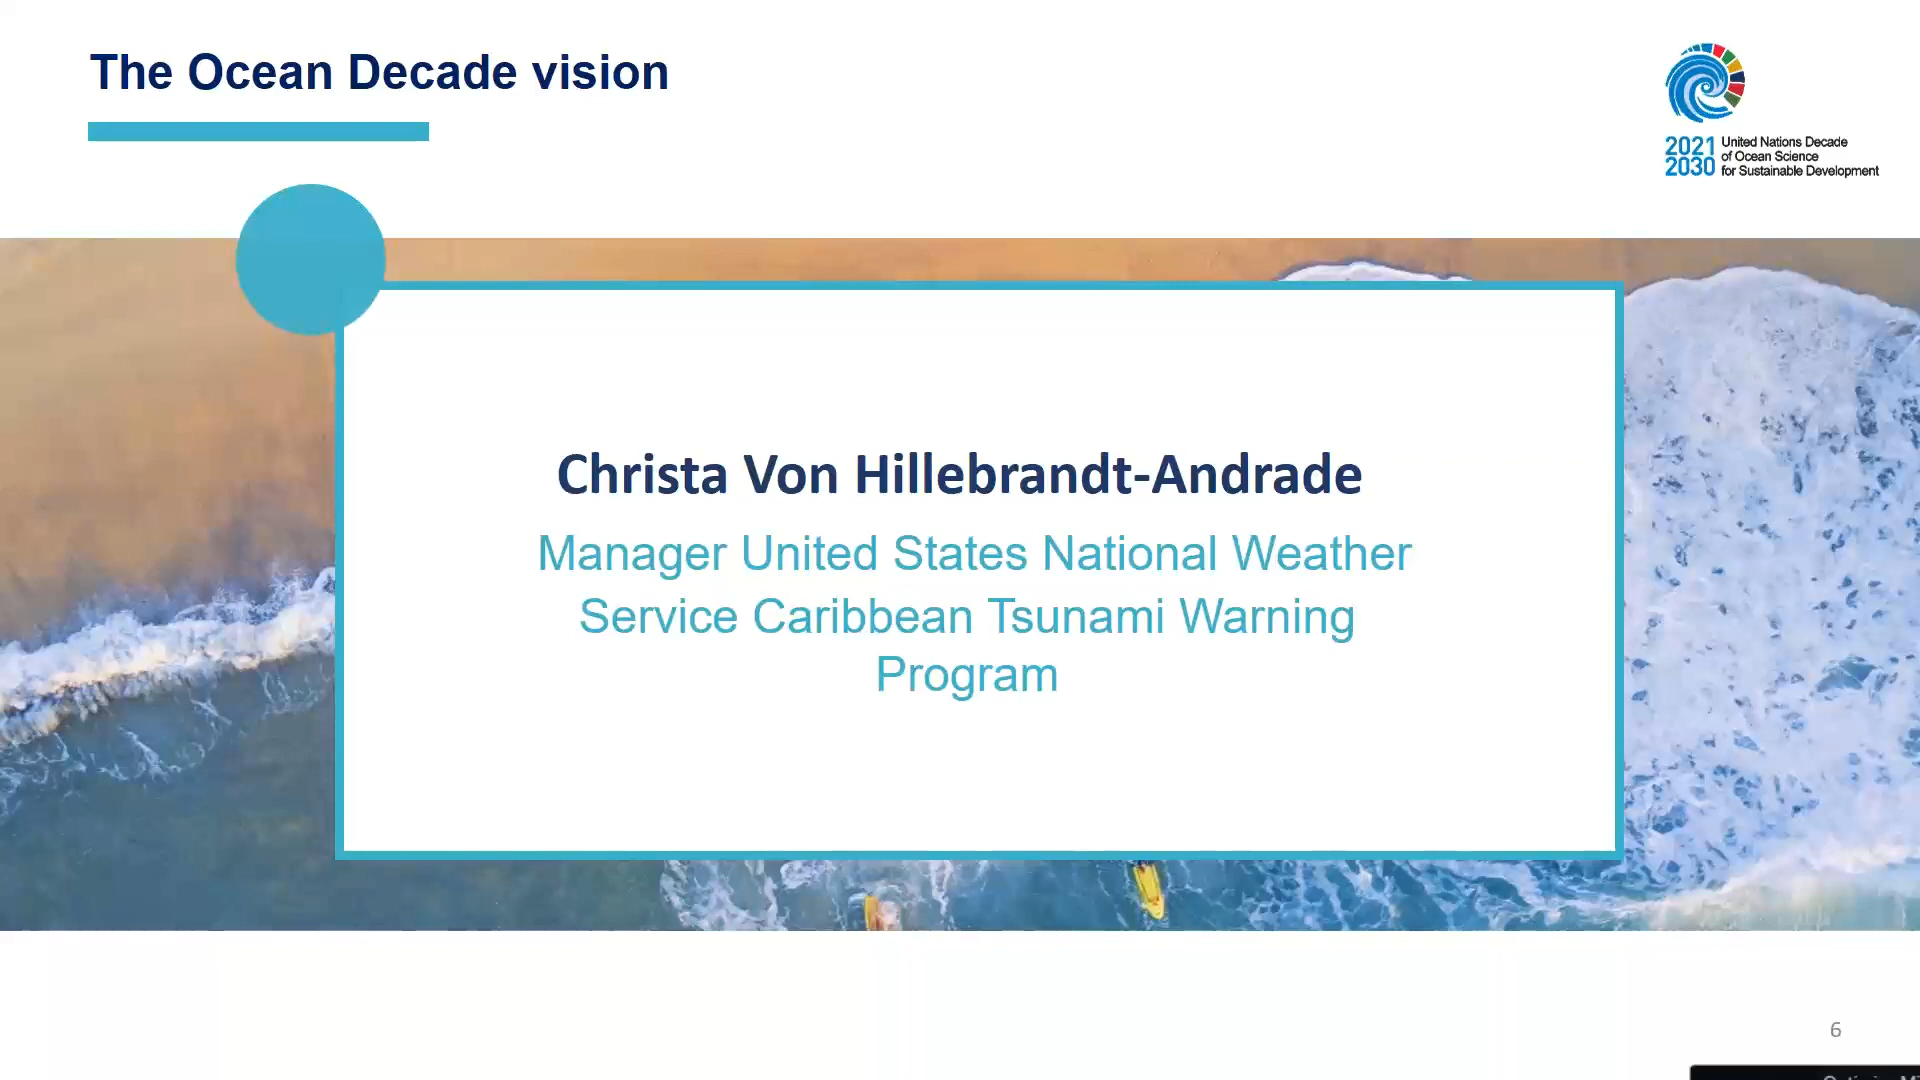 The Ocean Decade vision
2021 United Nations Decade
of Ocean Science
2030 for Sustainable Development
Christa Von Hillebrandt-Andrade
Manager United States National Weather
Service Caribbean Tsunami Warning
Program
6